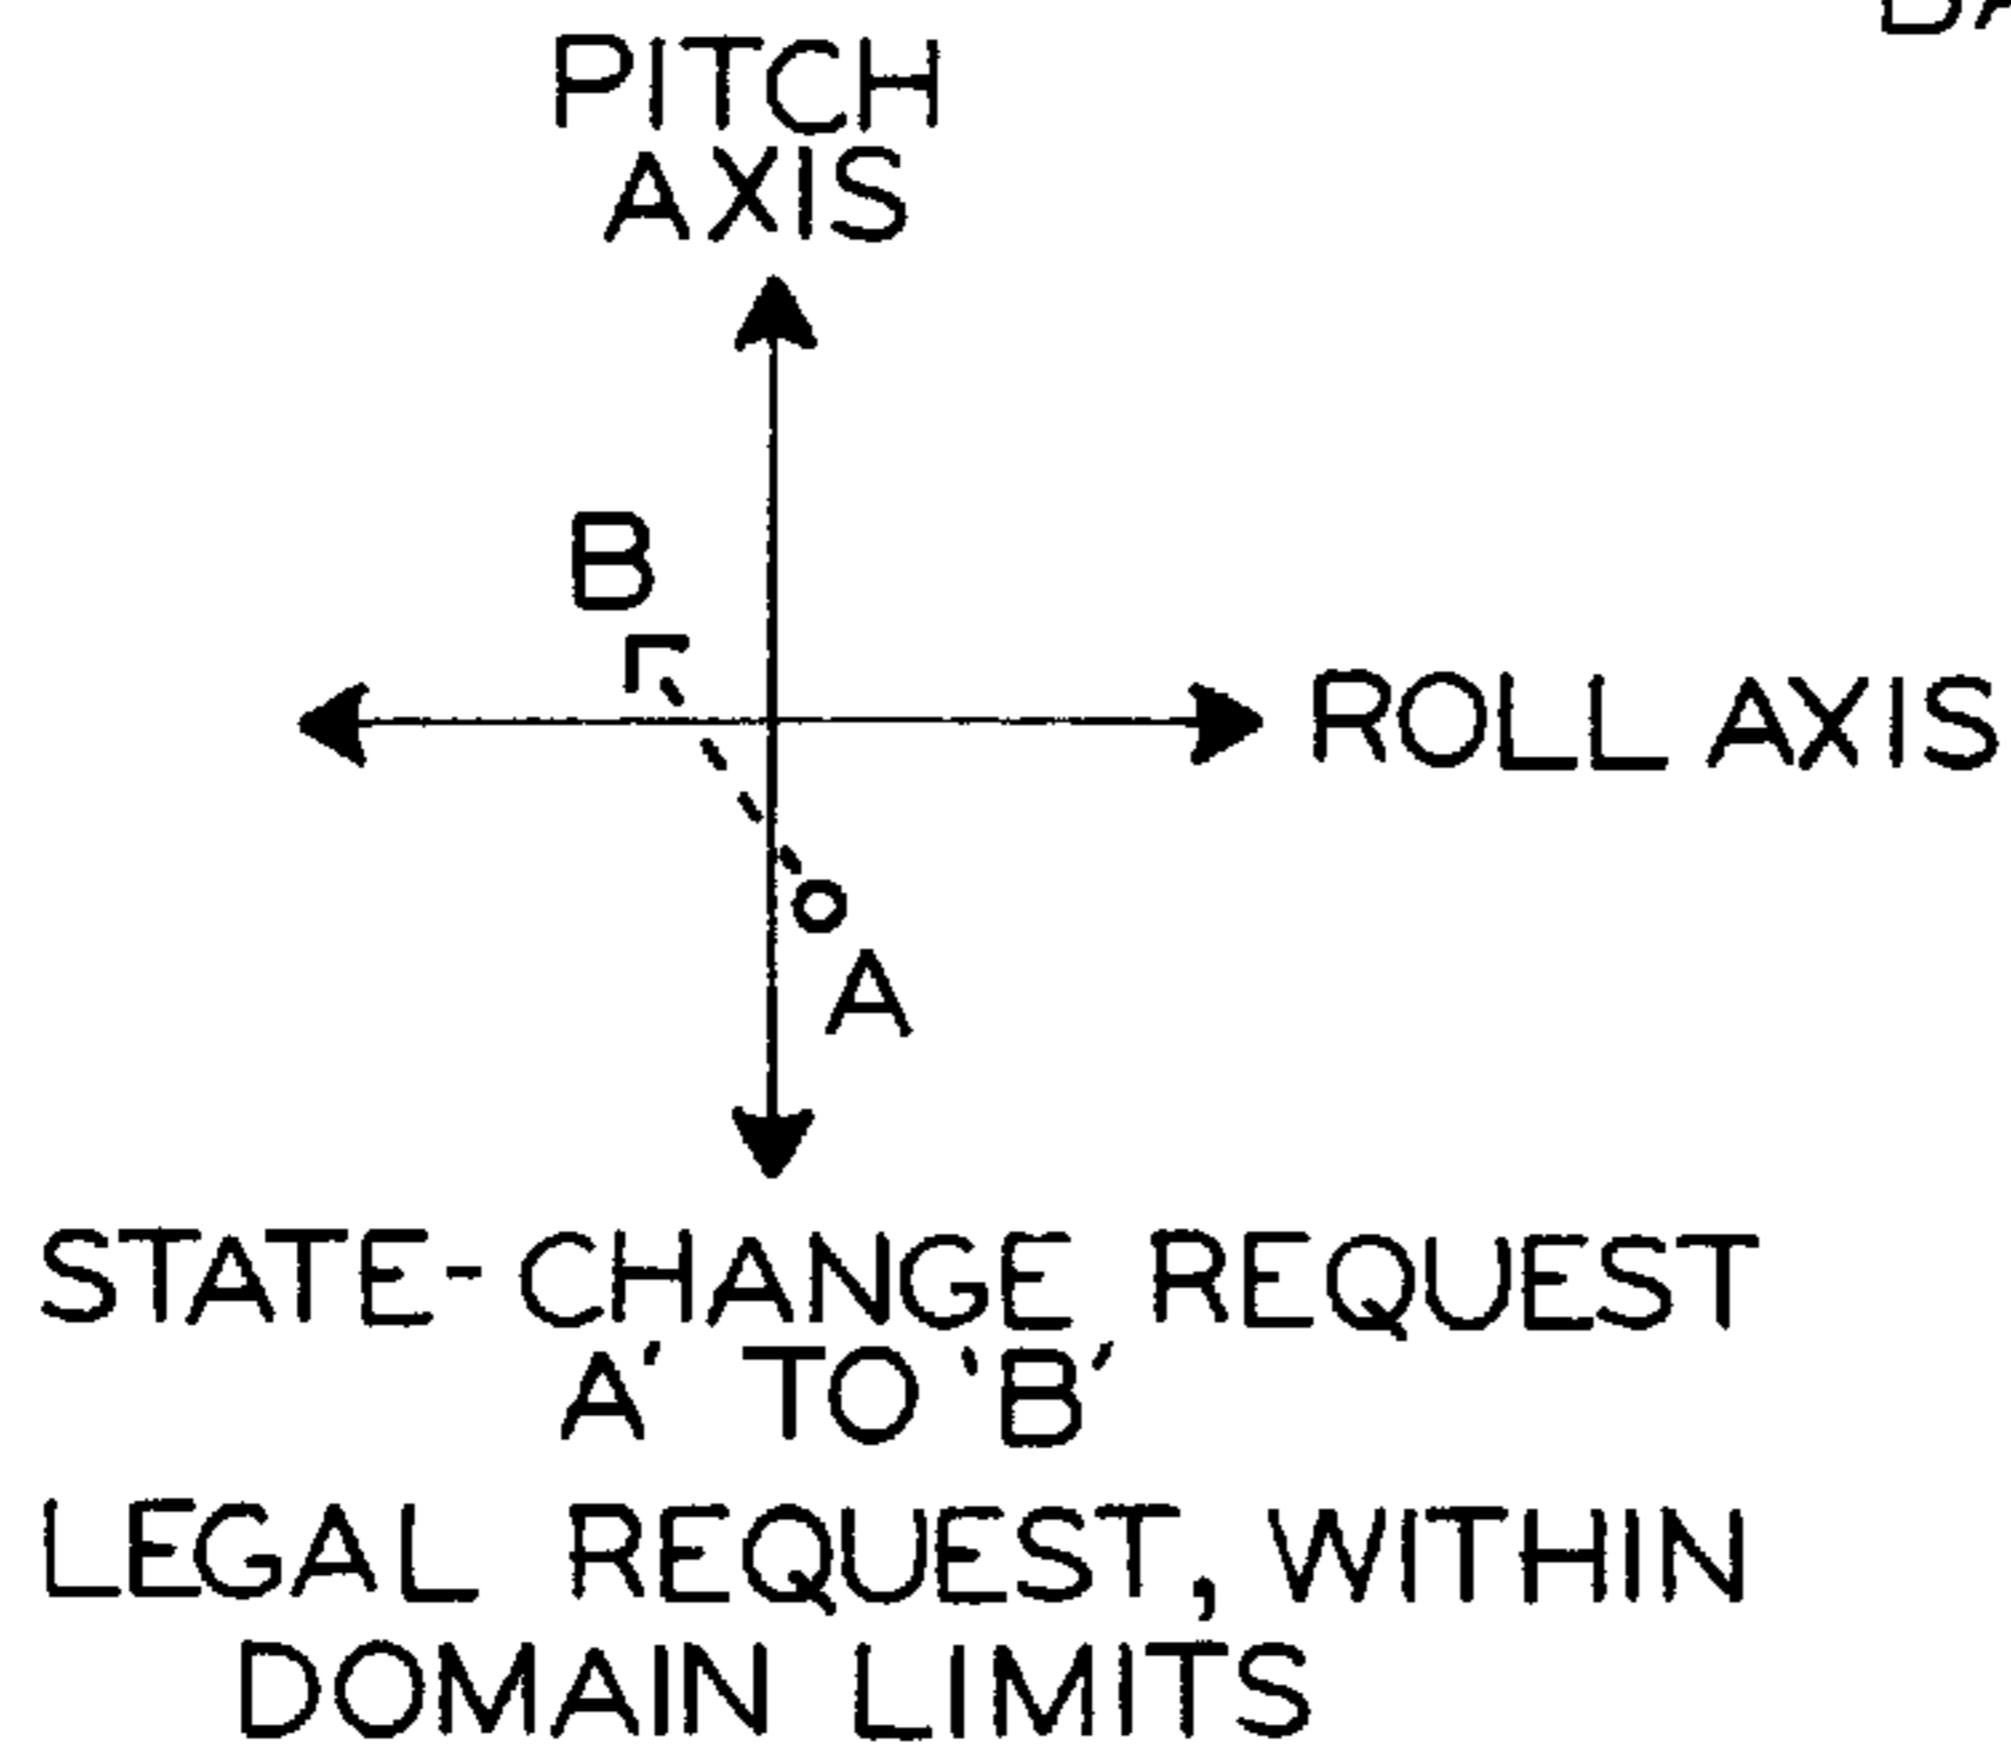 PITCH
AXIS
B
ROLL AXIS
A
STATE-CHANGE REQUEST
A' TO 'B'
LEGAL REQUEST, WITHIN
DOMAIN LIMITS